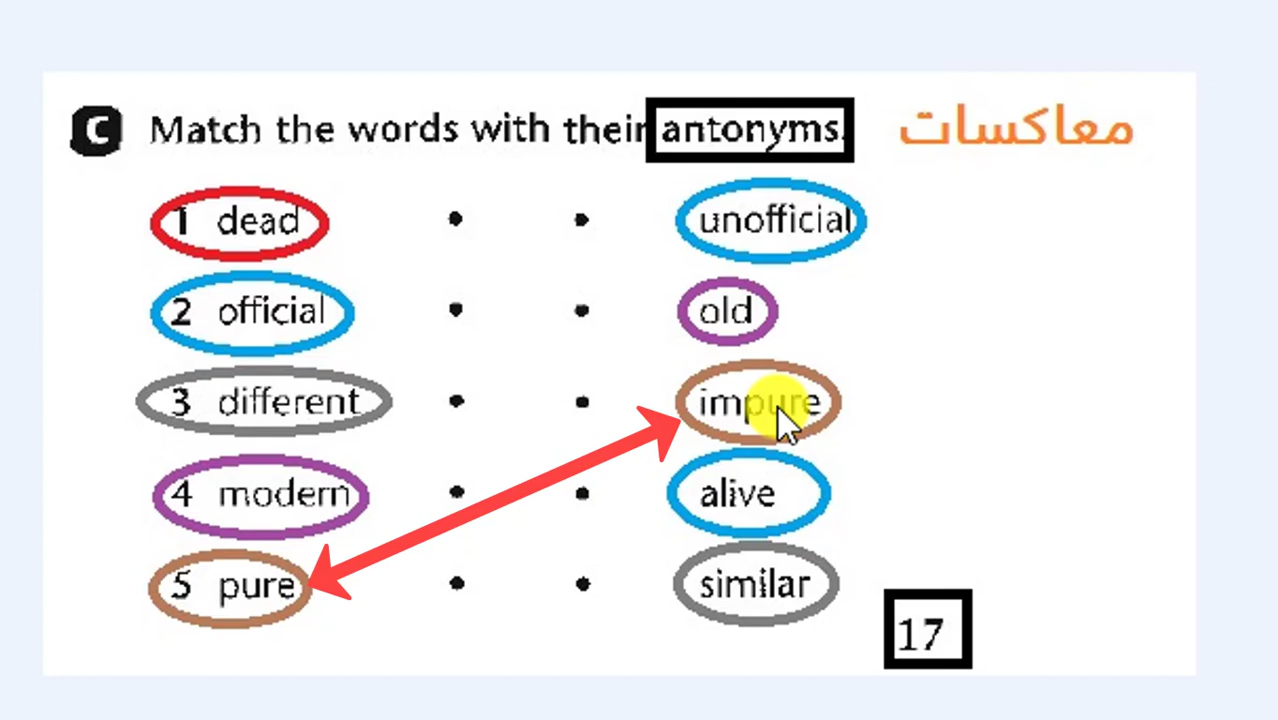 C Match the words with their antonyms. معاكسات
1 dead • • unofficial
2 official • • old
3 different • • impure
4 modern • • alive
5 pure • • similar
17